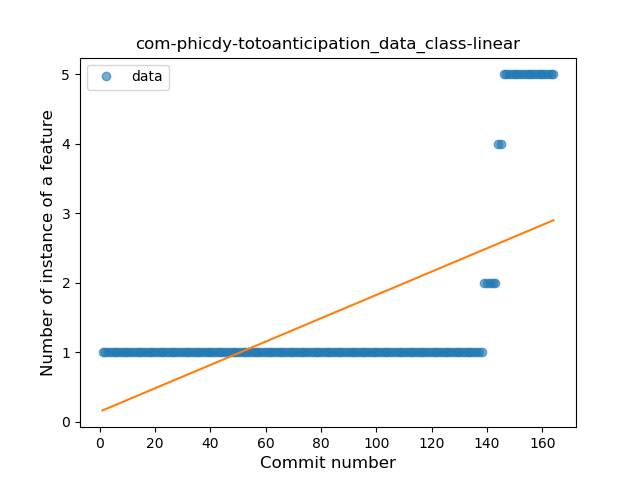 com-phicdy-totoanticipation_data_class-linear
data
Number of instance of a feature
5
4
3
2
1
0
0 20 40 60 80 100 120 140 160
Commit number